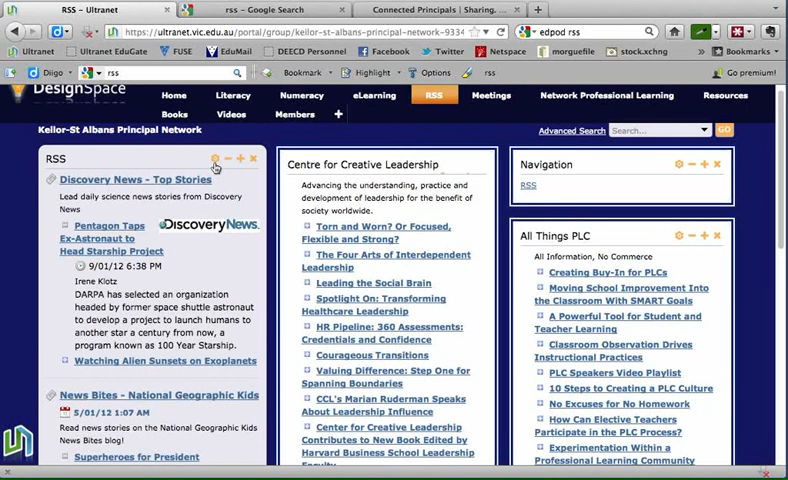 RSS - Ultranet
rss - Google Search
Connected Principals | Sharing. ...
https://ultranet.vic.edu.au/portal/group/keilor-st-albans-principal-network-9334
edpod rss
Ultranet
Ultranet EduGate
FUSE
EduMail
DEECD Personnel
Facebook
Twitter
Netspace
morguefile
stock.xchng
Bookmarks
Diigo
rss
Bookmark
Highlight
Options
rss
Go premium!
DesignSpace
Home
Literacy
Numeracy
eLearning
RSS
Meetings
Network Professional Learning
Resources
Books
Videos
Members
Keilor-St Albans Principal Network
Advanced Search
Search...
GO
RSS
Discovery News - Top Stories
Lead daily science news stories from Discovery
News
Pentagon Taps
Ex-Astronaut to
Head Starship Project
Discovery News
9/01/12 6:38 PM
Irene Klotz
DARPA has selected an organization
headed by former space shuttle astronaut
to develop a project to launch humans to
another star a century from now, a
program known as 100 Year Starship.
Watching Alien Sunsets on Exoplanets
News Bites - National Geographic Kids
5/01/12 1:07 AM
Read news stories on the National Geographic Kids
News Bites blog!
Superheroes for President
Centre for Creative Leadership
Advancing the understanding, practice and
development of leadership for the benefit of
society worldwide.
Torn and Worn? Or Focused,
Flexible and Strong?
The Four Arts of Interdependent
Leadership
Leading the Social Brain
Spotlight On: Transforming
Healthcare Leadership
HR Pipeline: 360 Assessments:
Credentials and Confidence
Courageous Transitions
Valuing Difference: Step One for
Spanning Boundaries
CCL's Marian Ruderman Speaks
About Leadership Influence
Center for Creative Leadership
Contributes to New Book Edited by
Harvard Business School Leadership
Faculty
Navigation
RSS
All Things PLC
All Information, No Commerce
Creating Buy-In for PLCs
Moving School Improvement Into
the Classroom With SMART Goals
A Powerful Tool for Student and
Teacher Learning
Classroom Observation Drives
Instructional Practices
PLC Speakers Video Playlist
10 Steps to Creating a PLC Culture
No Excuses for No Homework
How Can Elective Teachers
Participate in the PLC Process?
Experimentation Within a
Professional Learning Community